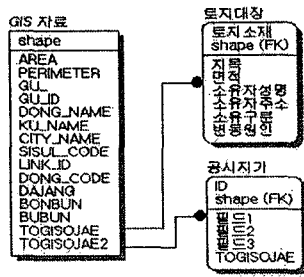 GIS 자료
shape
AREA
PERIMETER
GU_
GU_ID
DONG_NAME
KU_NAME
CITY_NAME
SISUL_CODE
LINK_ID
DONG_CODE
DAJANG
BONBUN
BUBUN
TOGISOJAE
TOGISOJAE2
토지대장
토지소재
shape (FK)
지목
면적
소유자성명
소유자주소
소유구분
변동원인
공시지가
ID
shape (FK)
필드1
필드2
필드3
TOGISOJAE